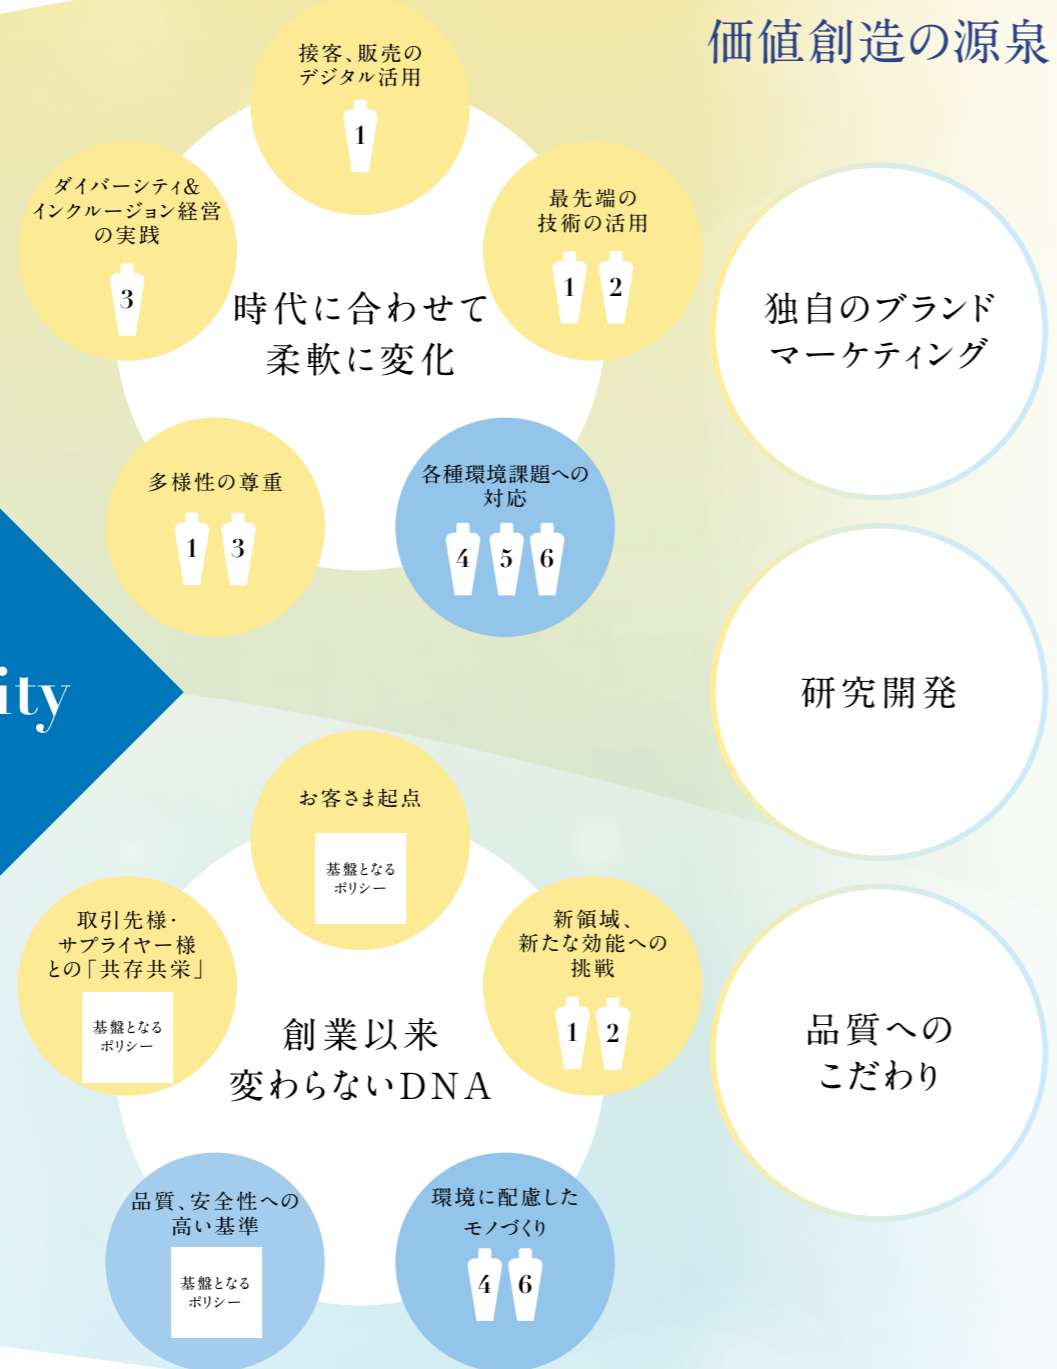 価値創造の源泉
接客、販売の
デジタル活用
1
ダイバーシティ&
インクルージョン経営
の実践
3
最先端の
技術の活用
1 2
時代に合わせて
柔軟に変化
多様性の尊重
1 3
各種環境課題への
対応
4 5 6
独自のブランド
マーケティング
研究開発
品質への
こだわり
ity
お客さま起点
基盤となる
ポリシー
取引先様・
サプライヤー様
との「共存共栄」
基盤となる
ポリシー
新領域、
新たな効能への
挑戦
1 2
創業以来
変わらないDNA
品質、安全性への
高い基準
基盤となる
ポリシー
環境に配慮した
モノづくり
4 6